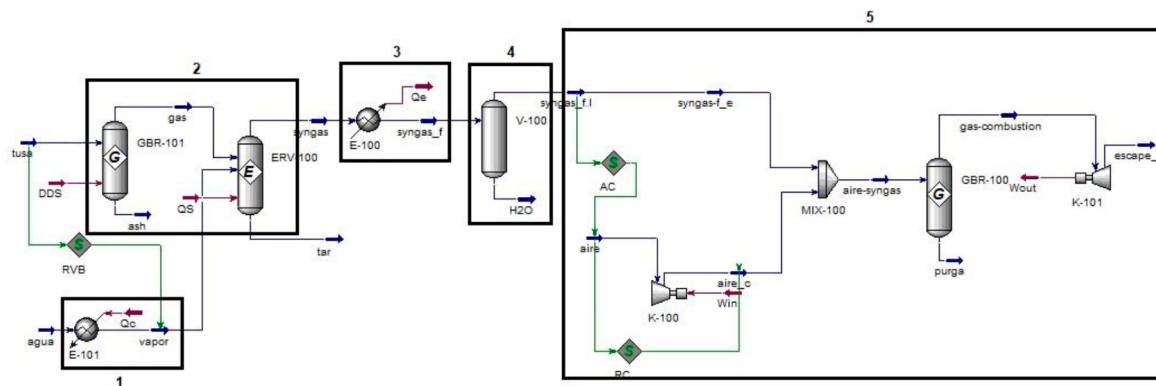 5
2
3
4
gas
Qe
syngas
syngas_f
E-100
V-100
syngas_f.l
syngas-f_e
gas-combustion
tusa
GBR-101
G
ERV-100
E
DDS
QS
ash
H2O
tar
RVB
S
AC
S
MIX-100
aire-syngas
G
GBR-100
Wout
K-101
escape_
purga
aire
aire_c
Win
K-100
RC
S
agua
E-101
Qc
vapor
1